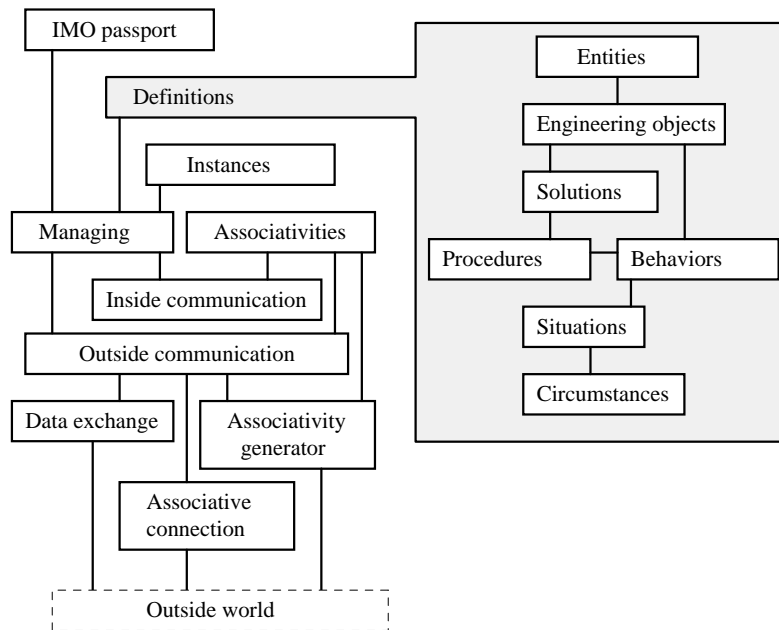 IMO passport
Definitions
Instances
Managing
Associativities
Inside communication
Outside communication
Data exchange
Associativity
generator
Associative
connection
Outside world
Entities
Engineering objects
Solutions
Procedures
Behaviors
Situations
Circumstances